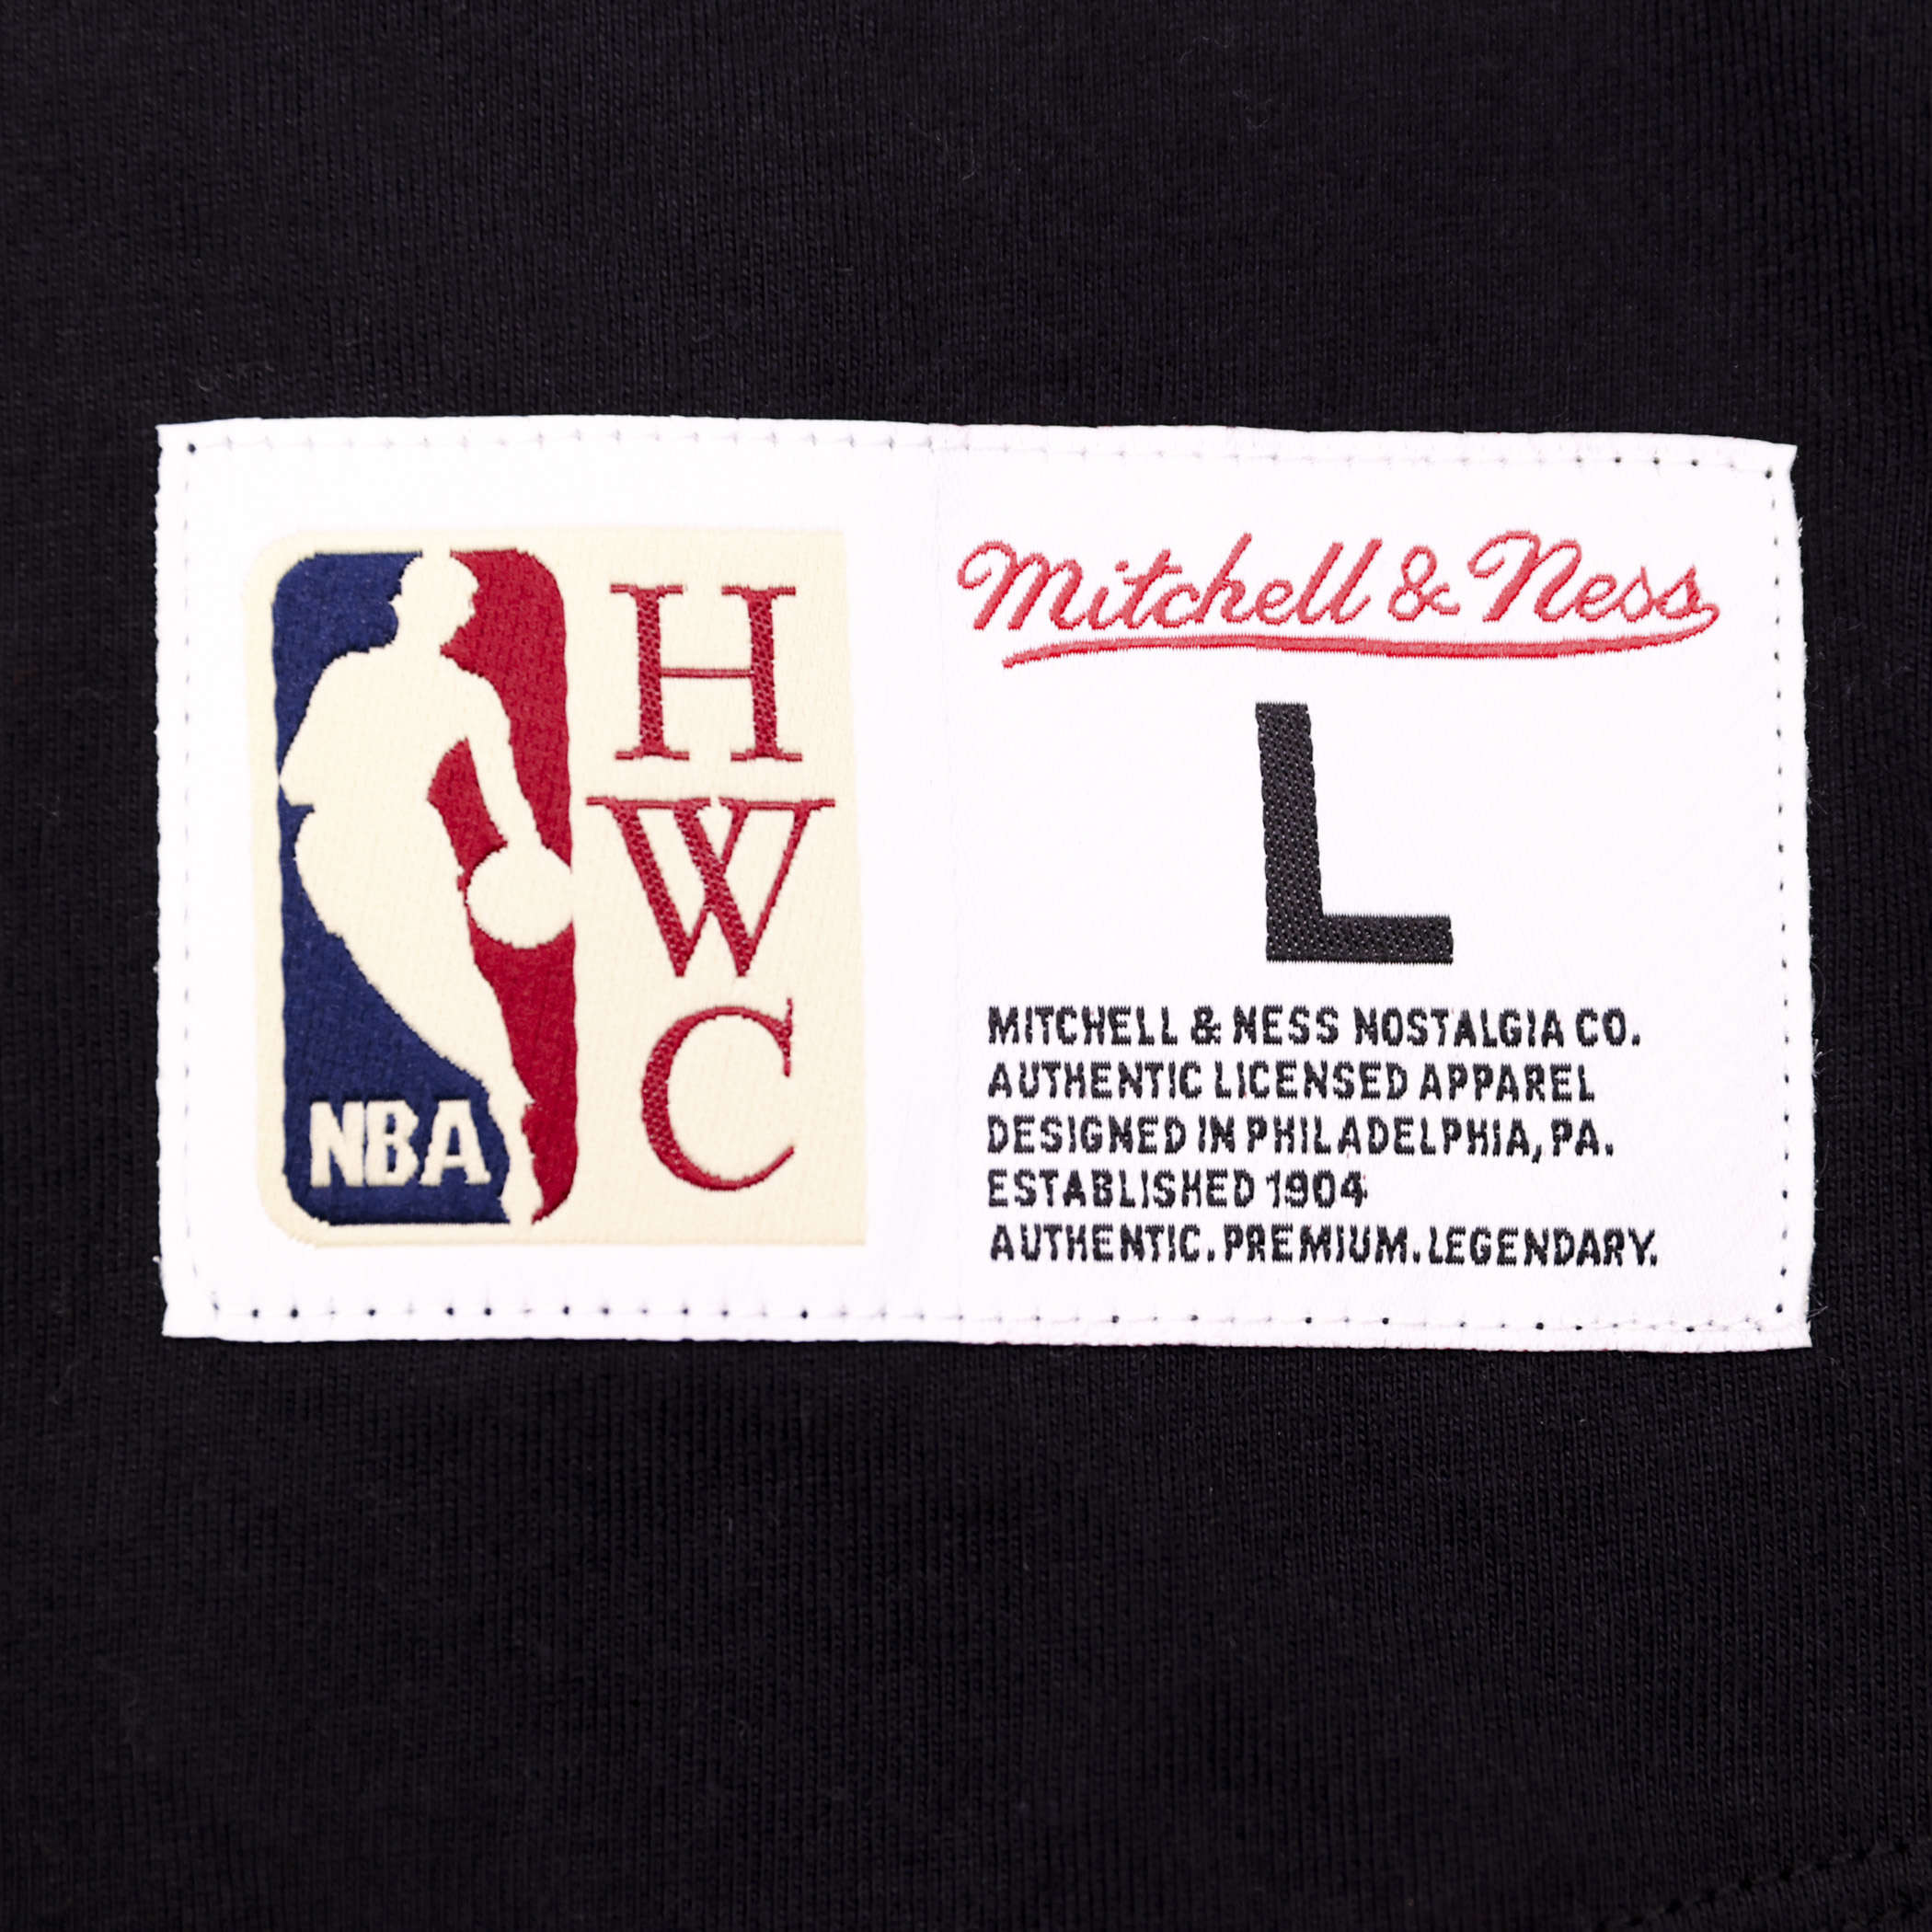 NBA
H
W
C
Mitchell & Ness
L
MITCHELL & NESS NOSTALGIA CO.
AUTHENTIC LICENSED APPAREL
DESIGNED IN PHILADELPHIA, PA.
ESTABLISHED 1904
AUTHENTIC. PREMIUM. LEGENDARY.